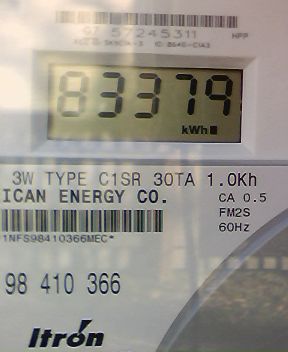 97 57245311 HPP
83379
kWh
3W TYPE C1SR 30TA 1.0Kh
ICAN ENERGY CO. CA 0.5
FM2S
60Hz
1NFS98410366MEC*
98 410 366
Itron